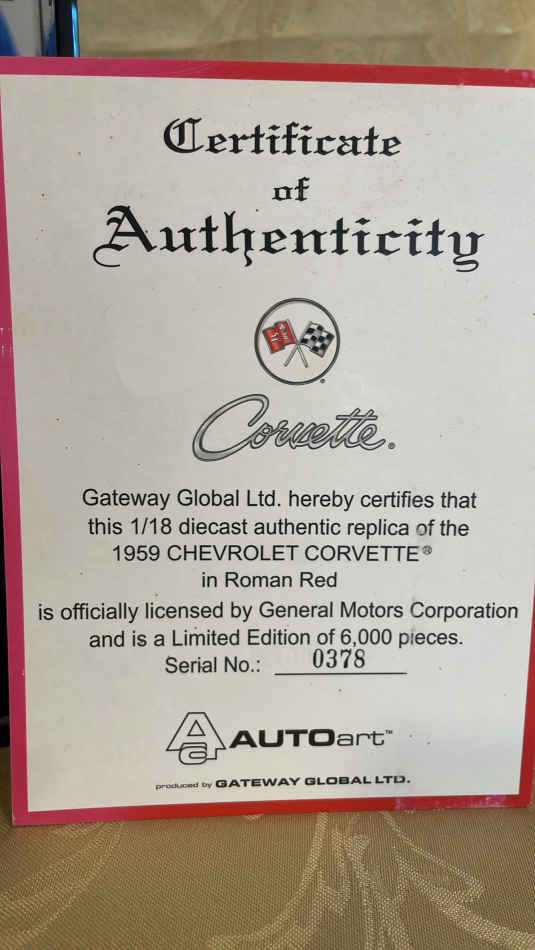 Certificate
of
Authenticity
Corvette®
Gateway Global Ltd. hereby certifies that
this 1/18 diecast authentic replica of the
1959 CHEVROLET CORVETTE®
in Roman Red
is officially licensed by General Motors Corporation
and is a Limited Edition of 6,000 pieces.
Serial No.: 0378
AUTOart™
produced by GATEWAY GLOBAL LTD.